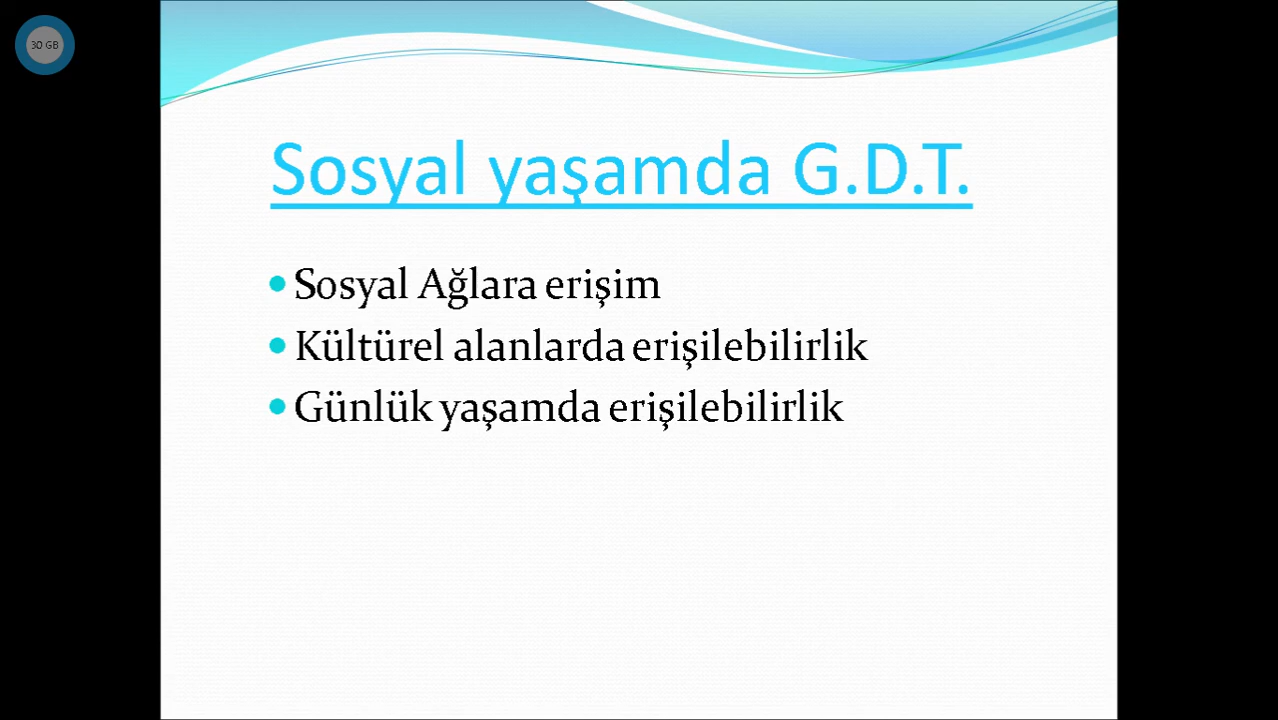 30 GB
Sosyal yaşamda G.D.T.
Sosyal Ağlara erişim
Kültürel alanlarda erişilebilirlik
Günlük yaşamda erişilebilirlik